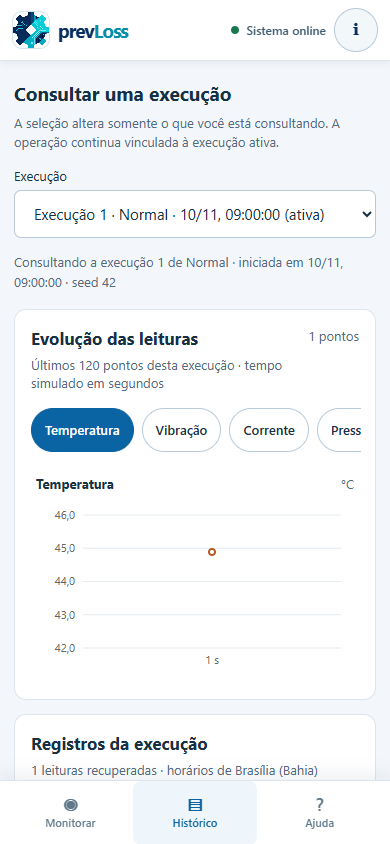 prevLoss
Sistema online
i
Consultar uma execução
A seleção altera somente o que você está consultando. A
operação continua vinculada à execução ativa.
Execução
Execução 1 · Normal · 10/11, 09:00:00 (ativa)
Consultando a execução 1 de Normal · iniciada em 10/11,
09:00:00 · seed 42
Evolução das leituras
1 pontos
Últimos 120 pontos desta execução · tempo
simulado em segundos
Temperatura
Vibração
Corrente
Press
Temperatura
°C
46,0
45,0
44,0
43,0
42,0
1 s
Registros da execução
1 leituras recuperadas · horários de Brasília (Bahia)
Monitorar
Histórico
?
Ajuda